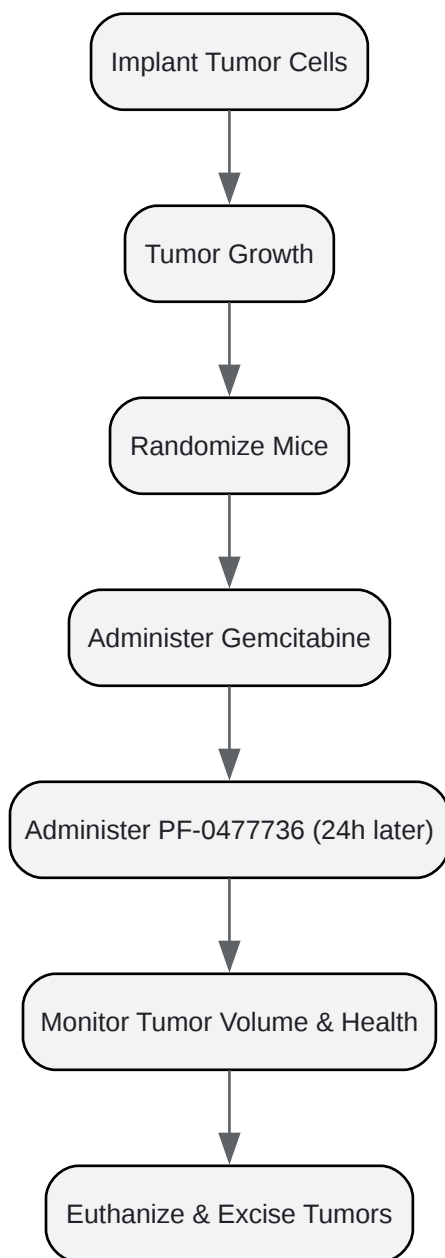 Implant Tumor Cells
Tumor Growth
Randomize Mice
Administer Gemcitabine
Administer PF-0477736 (24h later)
Monitor Tumor Volume & Health
Euthanize & Excise Tumors